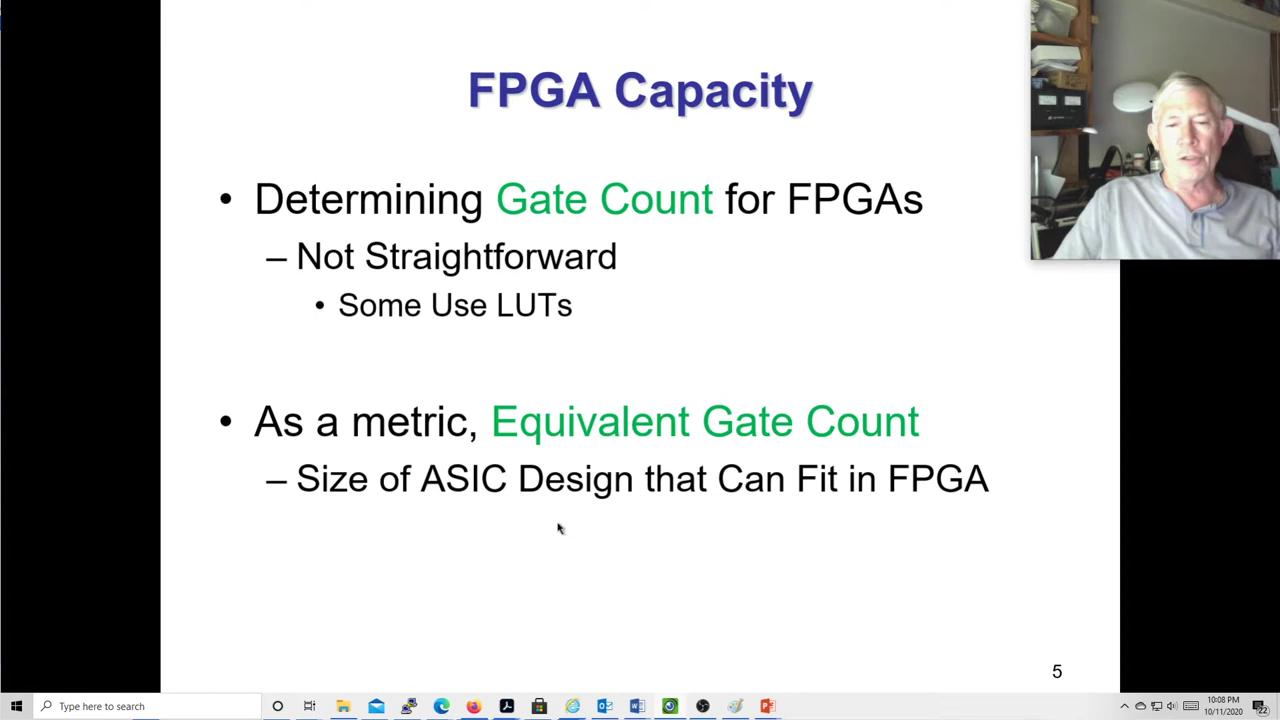 FPGA Capacity
• Determining Gate Count for FPGAs
– Not Straightforward
• Some Use LUTs
• As a metric, Equivalent Gate Count
– Size of ASIC Design that Can Fit in FPGA
5
Type here to search
10:08 PM
10/11/2020
22